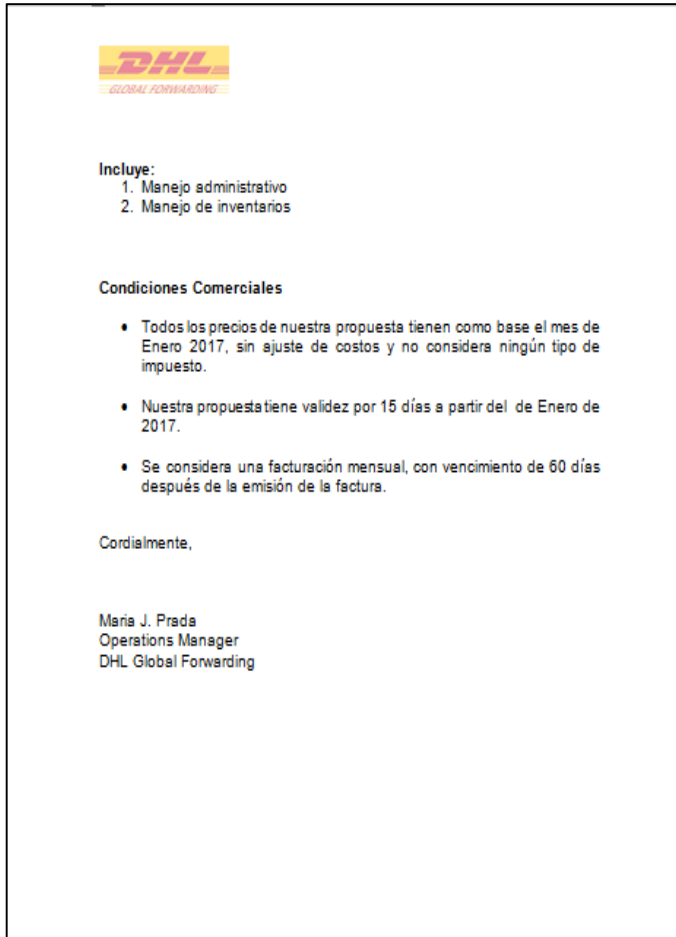 DHL
GLOBAL FORWARDING
Incluye:
1. Manejo administrativo
2. Manejo de inventarios
Condiciones Comerciales
• Todos los precios de nuestra propuesta tienen como base el mes de
Enero 2017, sin ajuste de costos y no considera ningún tipo de
impuesto.
• Nuestra propuesta tiene validez por 15 días a partir del  de Enero de
2017.
• Se considera una facturación mensual, con vencimiento de 60 días
después de la emisión de la factura.
Cordialmente,
Maria J. Prada
Operations Manager
DHL Global Forwarding